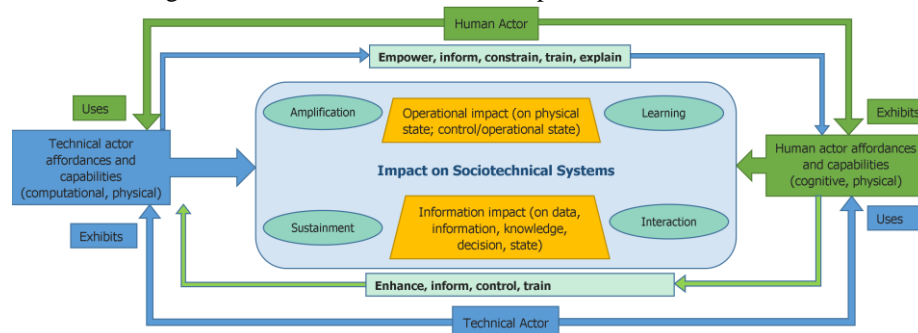 Human Actor
Empower, inform, constrain, train, explain
Uses
Exhibits
Amplification
Operational impact (on physical
state; control/operational state)
Learning
Technical actor
affordances and
capabilities
(computational, physical)
Impact on Sociotechnical Systems
Human actor affordances
and capabilities
(cognitive, physical)
Sustainment
Information impact (on data,
information, knowledge,
decision, state)
Interaction
Exhibits
Uses
Enhance, inform, control, train
Technical Actor